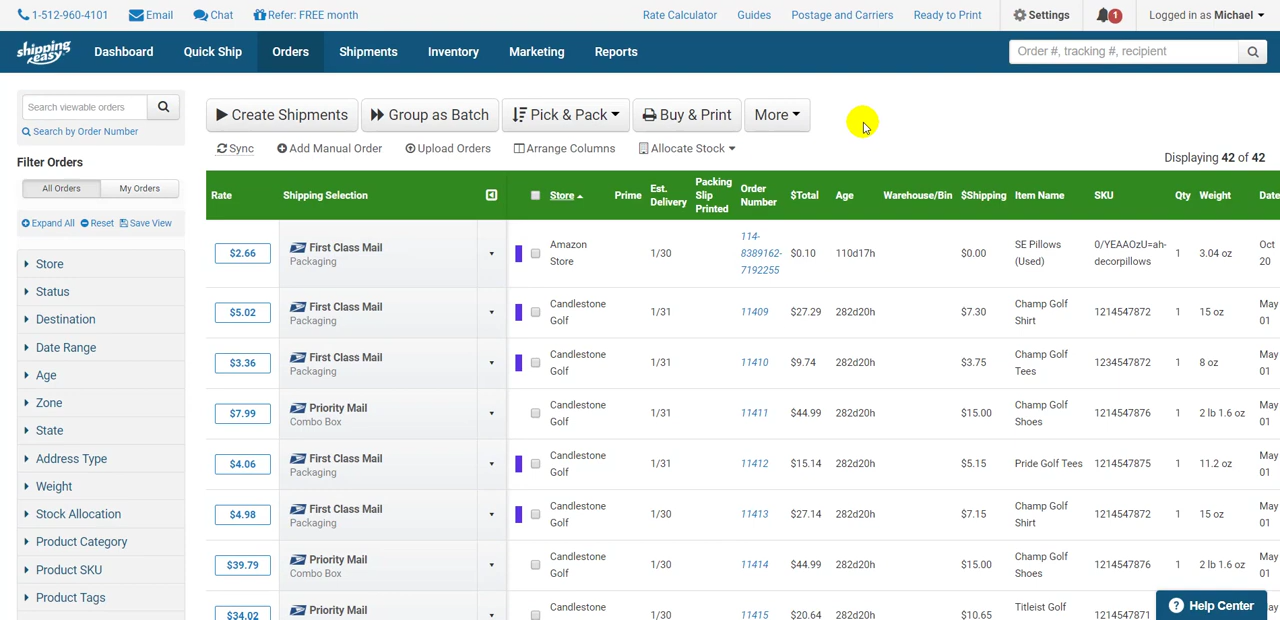 1-512-960-4101 Email Chat Refer: FREE month Rate Calculator Guides Postage and Carriers Ready to Print Settings 1 Logged in as Michael
shipping easy Dashboard Quick Ship Orders Shipments Inventory Marketing Reports Order #, tracking #, recipient
Search viewable orders
Search by Order Number
Filter Orders
All Orders My Orders
Expand All Reset Save View
Store
Status
Destination
Date Range
Age
Zone
State
Address Type
Weight
Stock Allocation
Product Category
Product SKU
Product Tags
Create Shipments Group as Batch Pick & Pack Buy & Print More
Sync Add Manual Order Upload Orders Arrange Columns Allocate Stock
Displaying 42 of 42
Rate Shipping Selection Store Prime Est. Delivery Packing Slip Printed Order Number $Total Age Warehouse/Bin $Shipping Item Name SKU Qty Weight Date
$2.66 First Class Mail Packaging Amazon Store 1/30 114-8389162-7192255 $0.10 110d17h $0.00 SE Pillows (Used) 0/YEAAOzU=ah-decorpillows 1 3.04 oz Oct 20
$5.02 First Class Mail Packaging Candlestone Golf 1/31 11409 $27.29 282d20h $7.30 Champ Golf Shirt 1214547872 1 15 oz May 01
$3.36 First Class Mail Packaging Candlestone Golf 1/31 11410 $9.74 282d20h $3.75 Champ Golf Tees 1234547872 1 8 oz May 01
$7.99 Priority Mail Combo Box Candlestone Golf 1/31 11411 $44.99 282d20h $15.00 Champ Golf Shoes 1214547876 1 2 lb 1.6 oz May 01
$4.06 First Class Mail Packaging Candlestone Golf 1/31 11412 $15.14 282d20h $5.15 Pride Golf Tees 1214547875 1 11.2 oz May 01
$4.98 First Class Mail Packaging Candlestone Golf 1/30 11413 $27.14 282d20h $7.15 Champ Golf Shirt 1214547872 1 15 oz May 01
$39.79 Priority Mail Combo Box Candlestone Golf 1/30 11414 $44.99 282d20h $15.00 Champ Golf Shoes 1214547876 1 2 lb 1.6 oz May 01
$34.02 Priority Mail Candlestone 1/30 11415 $20.64 282d20h $10.65 Titleist Golf 1214547871
Help Center